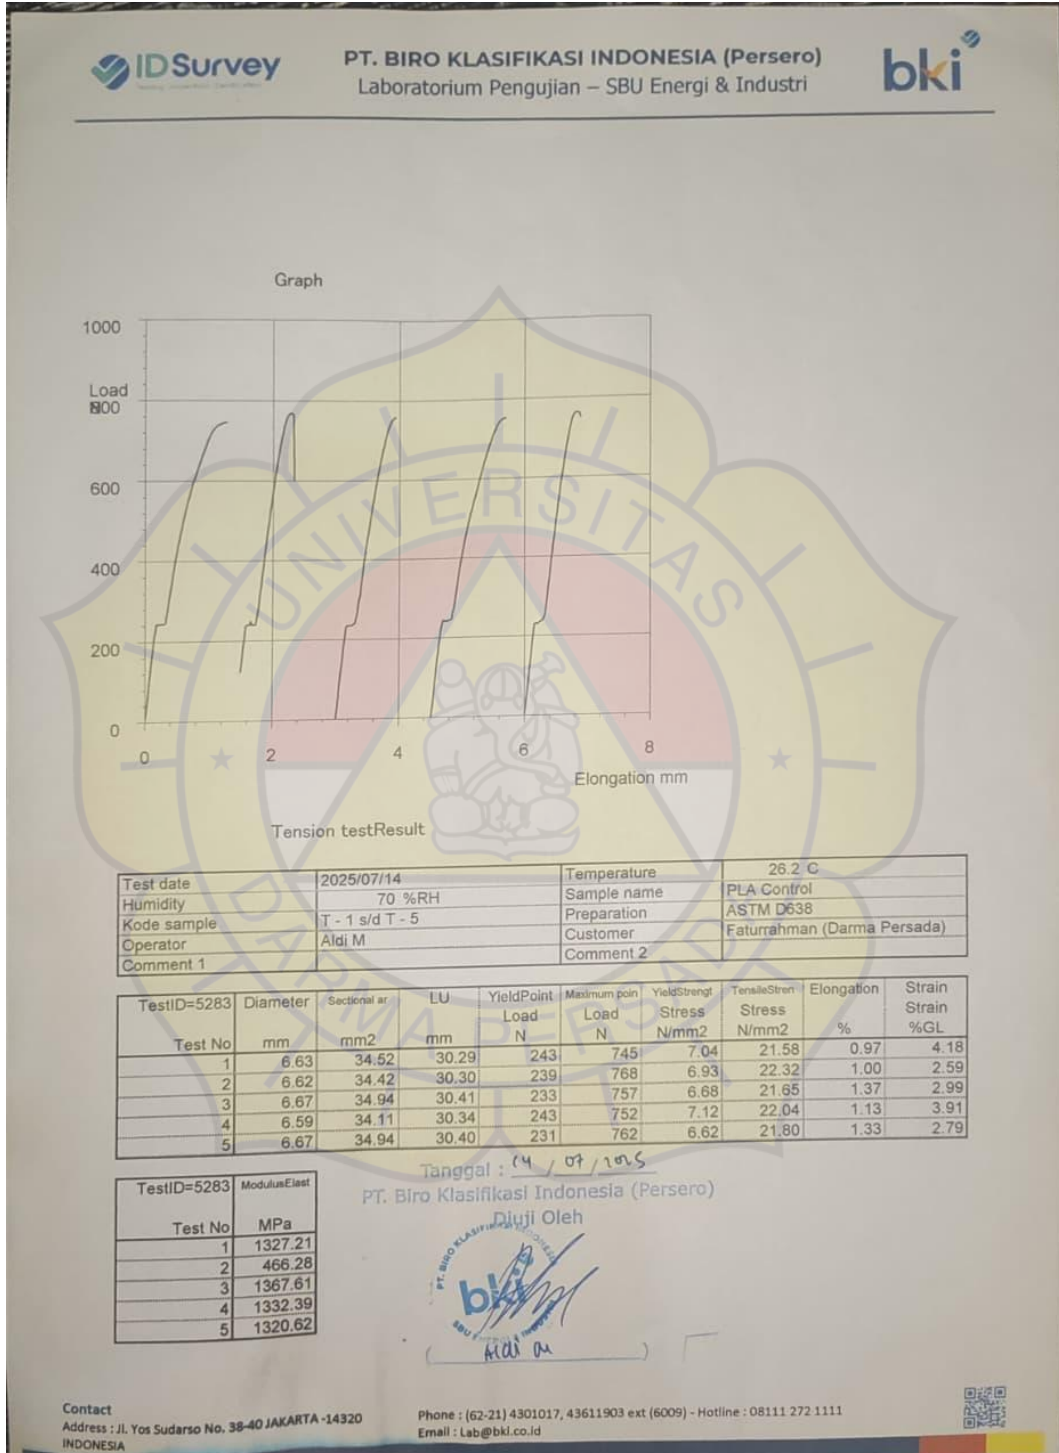 IDSurvey
PT. BIRO KLASIFIKASI INDONESIA (Persero)
Laboratorium Pengujian – SBU Energi & Industri
bki
Graph
1000
Load
800
600
400
200
0
0 2 4 6 8
Elongation mm
UNIVERSITAS
DARMA PERSADA
Tension testResult
Test date 2025/07/14 Temperature 26.2 C
Humidity 70 %RH Sample name PLA Control
Kode sample T - 1 s/d T - 5 Preparation ASTM D638
Operator Aldi M Customer Faturrahman (Darma Persada)
Comment 1 Comment 2
TestID=5283 Diameter Sectional ar LU YieldPoint Maximum poin YieldStrengt TensileStren Elongation Strain
Load Load Stress Stress Strain
Test No mm mm2 mm N N N/mm2 N/mm2 % %GL
1 6.63 34.52 30.29 243 745 7.04 21.58 0.97 4.18
2 6.62 34.42 30.30 239 768 6.93 22.32 1.00 2.59
3 6.67 34.94 30.41 233 757 6.68 21.65 1.37 2.99
4 6.59 34.11 30.34 243 752 7.12 22.04 1.13 3.91
5 6.67 34.94 30.40 231 762 6.62 21.80 1.33 2.79
TestID=5283 ModulusElast
Test No MPa
1 1327.21
2 466.28
3 1367.61
4 1332.39
5 1320.62
Tanggal : 14 / 07 / 2025
PT. Biro Klasifikasi Indonesia (Persero)
Diuji Oleh
PT. BIRO KLASIFIKASI INDONESIA
bki
SBU ENERGI & INDUSTRI
( Aldi M )
Contact
Address : Jl. Yos Sudarso No. 38-40 JAKARTA -14320
INDONESIA
Phone : (62-21) 4301017, 43611903 ext (6009) - Hotline : 08111 272 1111
Email : Lab@bki.co.id